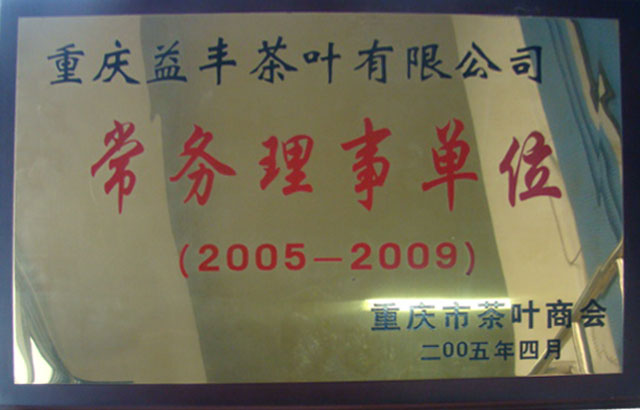 重庆益丰茶叶有限公司
常务理事单位
(2005—2009)
重庆市茶叶商会
二00五年四月